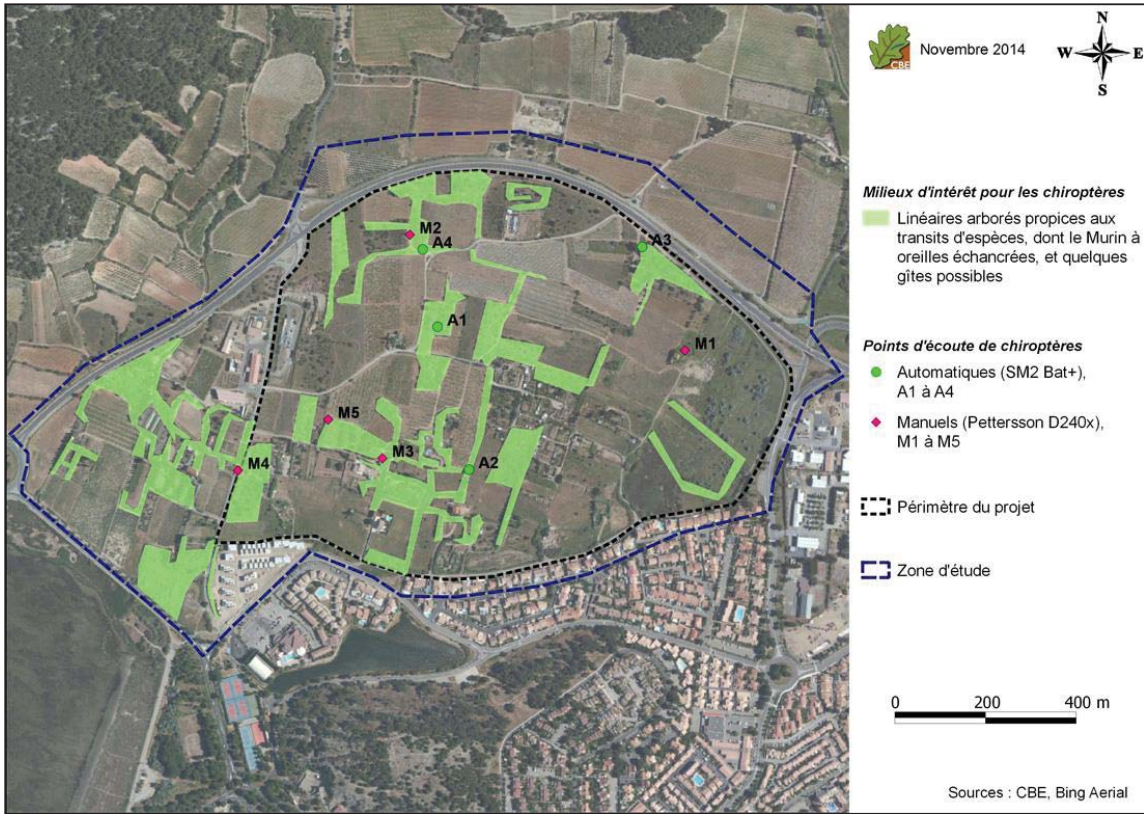 CBE
Novembre 2014
N
W E
S
Milieux d'intérêt pour les chiroptères
Linéaires arborés propices aux
transits d'espèces, dont le Murin à
oreilles échancrées, et quelques
gîtes possibles
Points d'écoute de chiroptères
Automatiques (SM2 Bat+),
A1 à A4
Manuels (Pettersson D240x),
M1 à M5
Périmètre du projet
Zone d'étude
0 200 400 m
Sources : CBE, Bing Aerial
M2
A4
A3
A1
M1
M5
M3
A2
M4